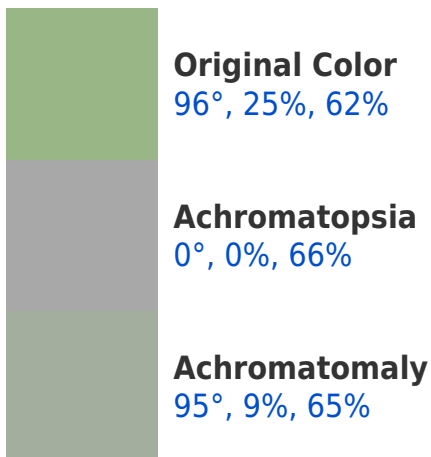 Original Color
96°, 25%, 62%
Achromatopsia
0°, 0%, 66%
Achromatomaly
95°, 9%, 65%